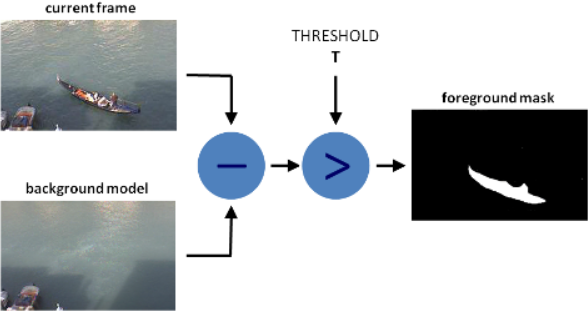 current frame
THRESHOLD
T
foreground mask
−
>
background model